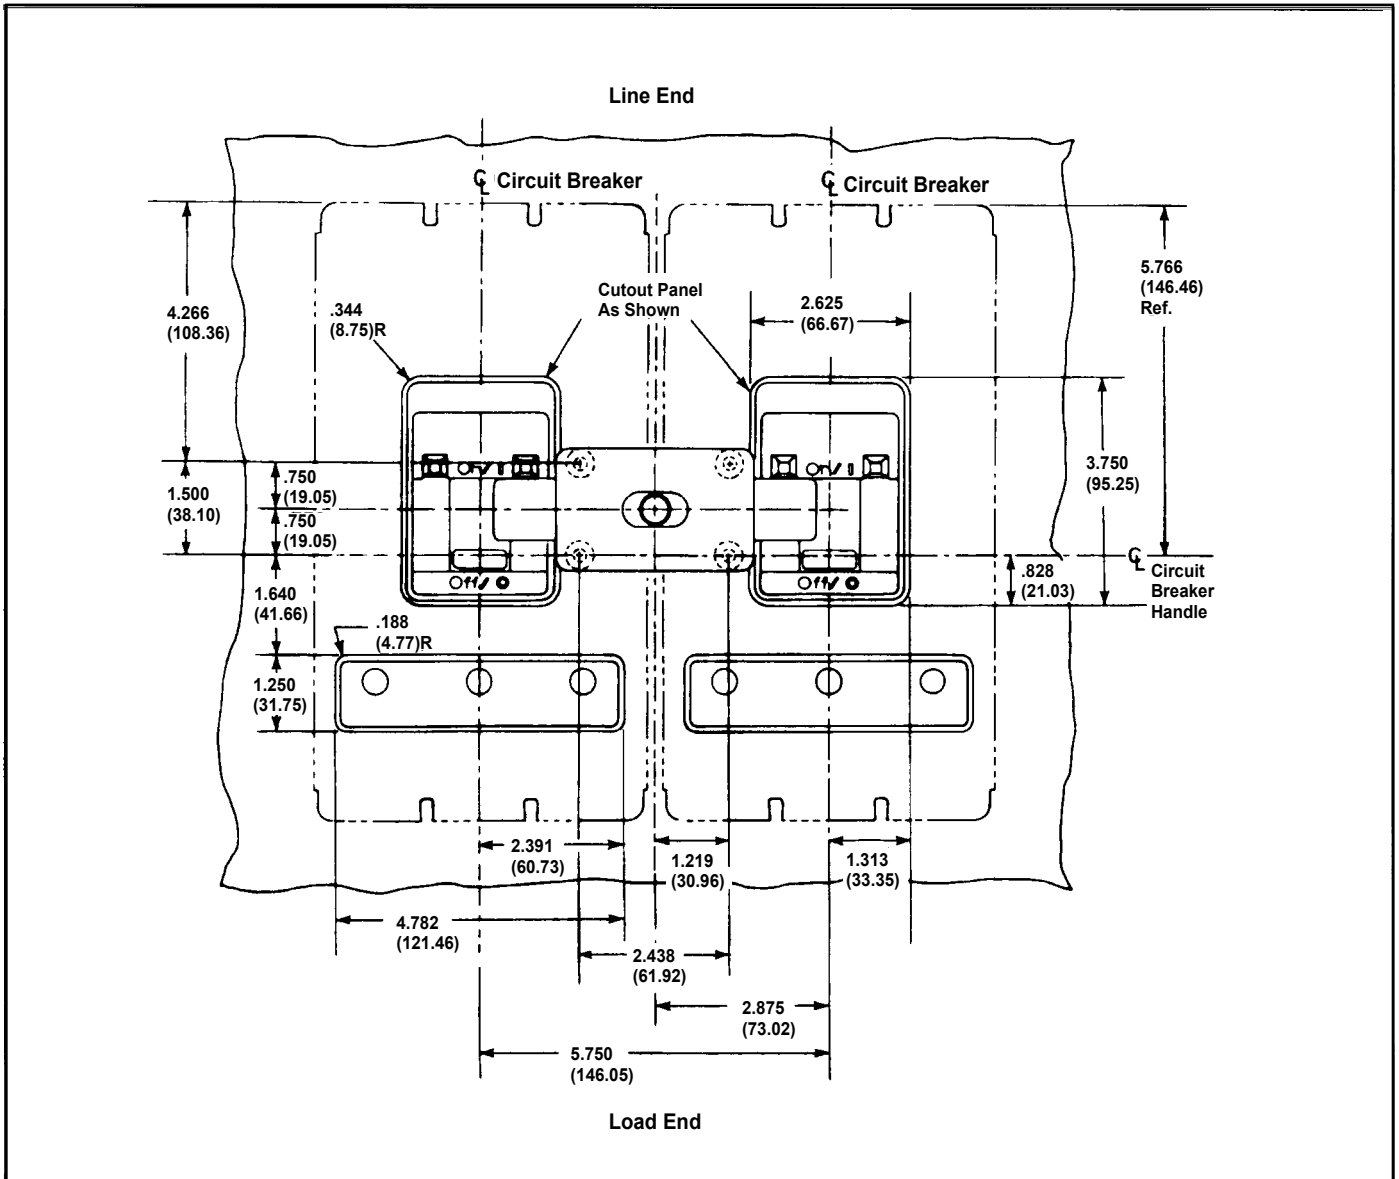 Line End
℄ Circuit Breaker
℄ Circuit Breaker
4.266
(108.36)
.344
(8.75)R
Cutout Panel
As Shown
2.625
(66.67)
5.766
(146.46)
Ref.
1.500
(38.10)
.750
(19.05)
.750
(19.05)
On/I
On/I
3.750
(95.25)
1.640
(41.66)
Off/O
Off/O
.828
(21.03)
℄ Circuit
Breaker
Handle
.188
(4.77)R
1.250
(31.75)
2.391
(60.73)
1.219
(30.96)
1.313
(33.35)
4.782
(121.46)
2.438
(61.92)
2.875
(73.02)
5.750
(146.05)
Load End